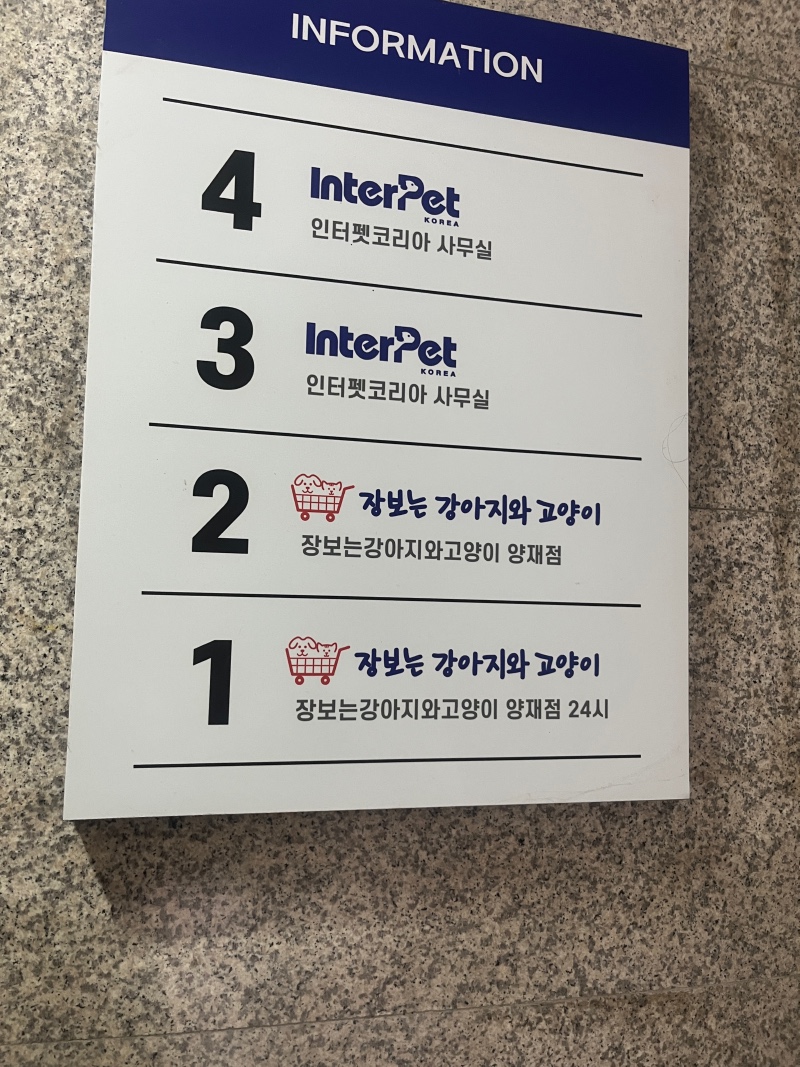 INFORMATION
4
InterPet
KOREA
인터펫코리아 사무실
3
InterPet
KOREA
인터펫코리아 사무실
2
장보는 강아지와 고양이
장보는강아지와고양이 양재점
1
장보는 강아지와 고양이
장보는강아지와고양이 양재점 24시